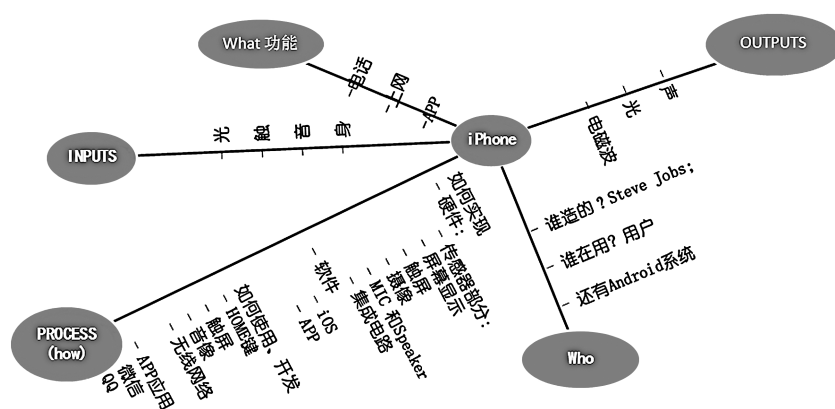 What 功能
-电话
-上网
-APP
OUTPUTS
声
光
电磁波
INPUTS
光
触
音
身
iPhone
如何实现
- 硬件：
- 传感器部分：
- 屏幕显示
- 触屏
- 摄像
- MIC 和Speaker
- 集成电路
- 软件
- iOS
- APP
如何使用、开发
- HOME键
- 触屏
- 音像
- 无线网络
- APP应用
微信
QQ
PROCESS
(how)
- 谁造的？Steve Jobs;
- 谁在用？用户
- 还有Android系统
Who